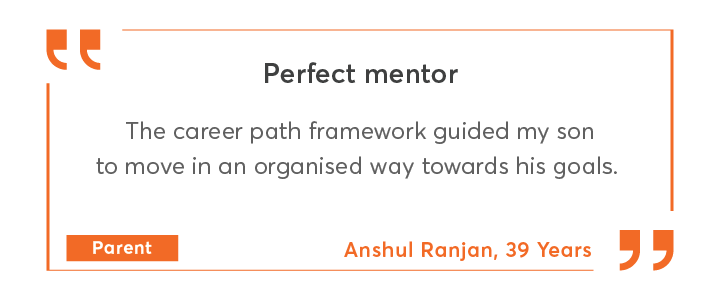 Perfect mentor
The career path framework guided my son
to move in an organised way towards his goals.
Parent
Anshul Ranjan, 39 Years